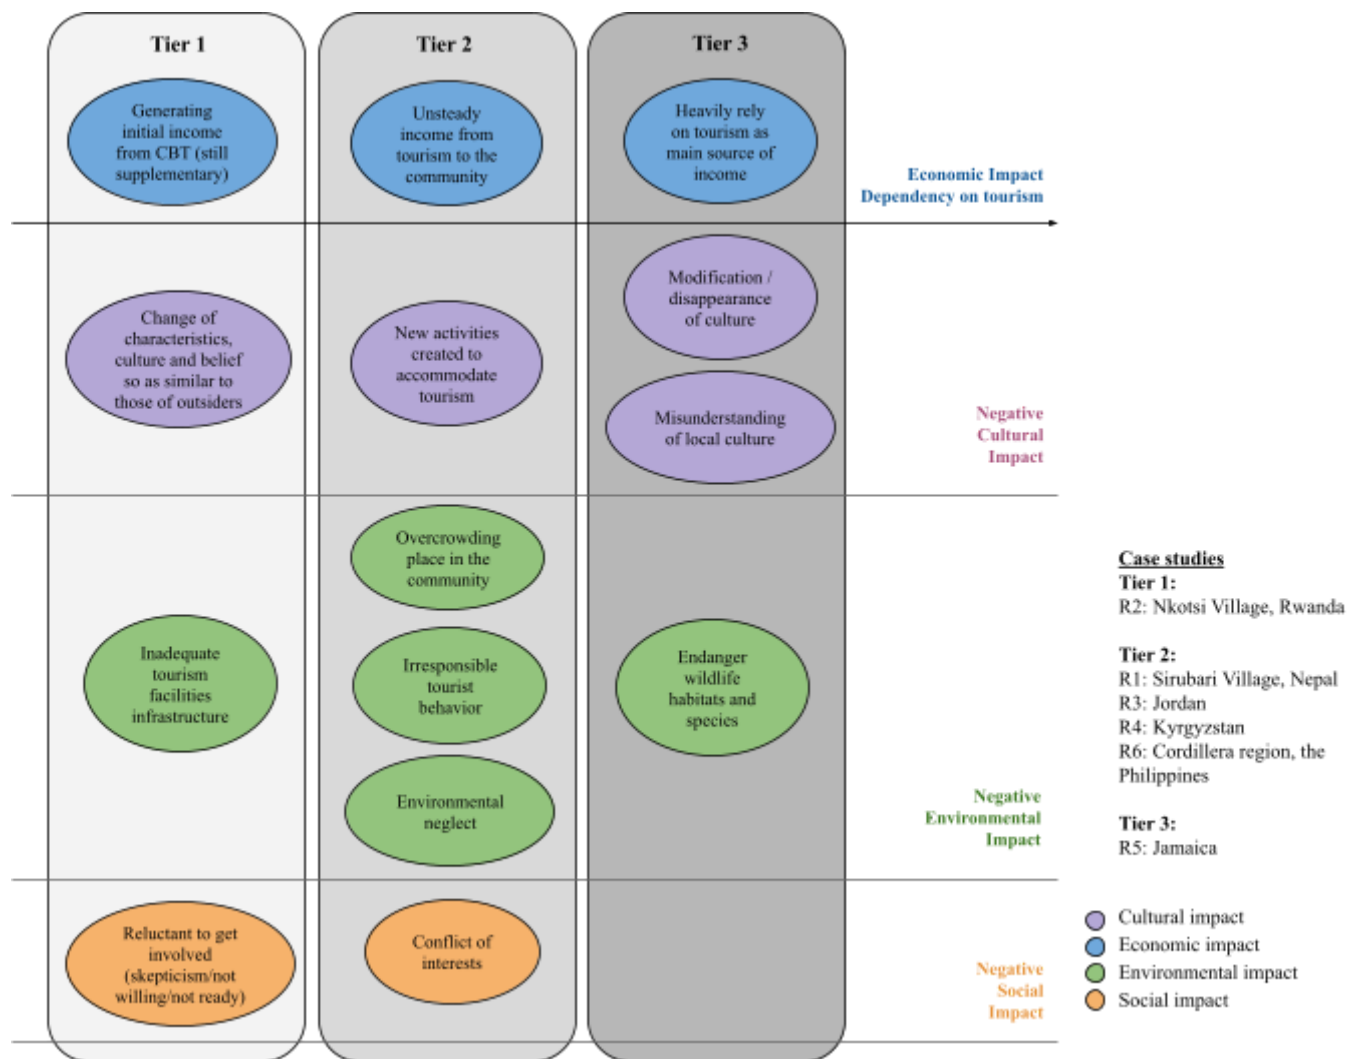 Tier 1
Tier 2
Tier 3
Generating
initial income
from CBT (still
supplementary)
Unsteady
income from
tourism to the
community
Heavily rely
on tourism as
main source of
income
Economic Impact
Dependency on tourism
Change of
characteristics,
culture and belief
so as similar to
those of outsiders
New activities
created to
accommodate
tourism
Modification /
disappearance
of culture
Misunderstanding
of local culture
Negative
Cultural
Impact
Inadequate
tourism
facilities
infrastructure
Overcrowding
place in the
community
Irresponsible
tourist
behavior
Environmental
neglect
Endanger
wildlife
habitats and
species
Negative
Environmental
Impact
Reluctant to get
involved
(skepticism/not
willing/not ready)
Conflict of
interests
Negative
Social
Impact
Case studies
Tier 1:
R2: Nkotsi Village, Rwanda
Tier 2:
R1: Sirubari Village, Nepal
R3: Jordan
R4: Kyrgyzstan
R6: Cordillera region, the
Philippines
Tier 3:
R5: Jamaica
Cultural impact
Economic impact
Environmental impact
Social impact